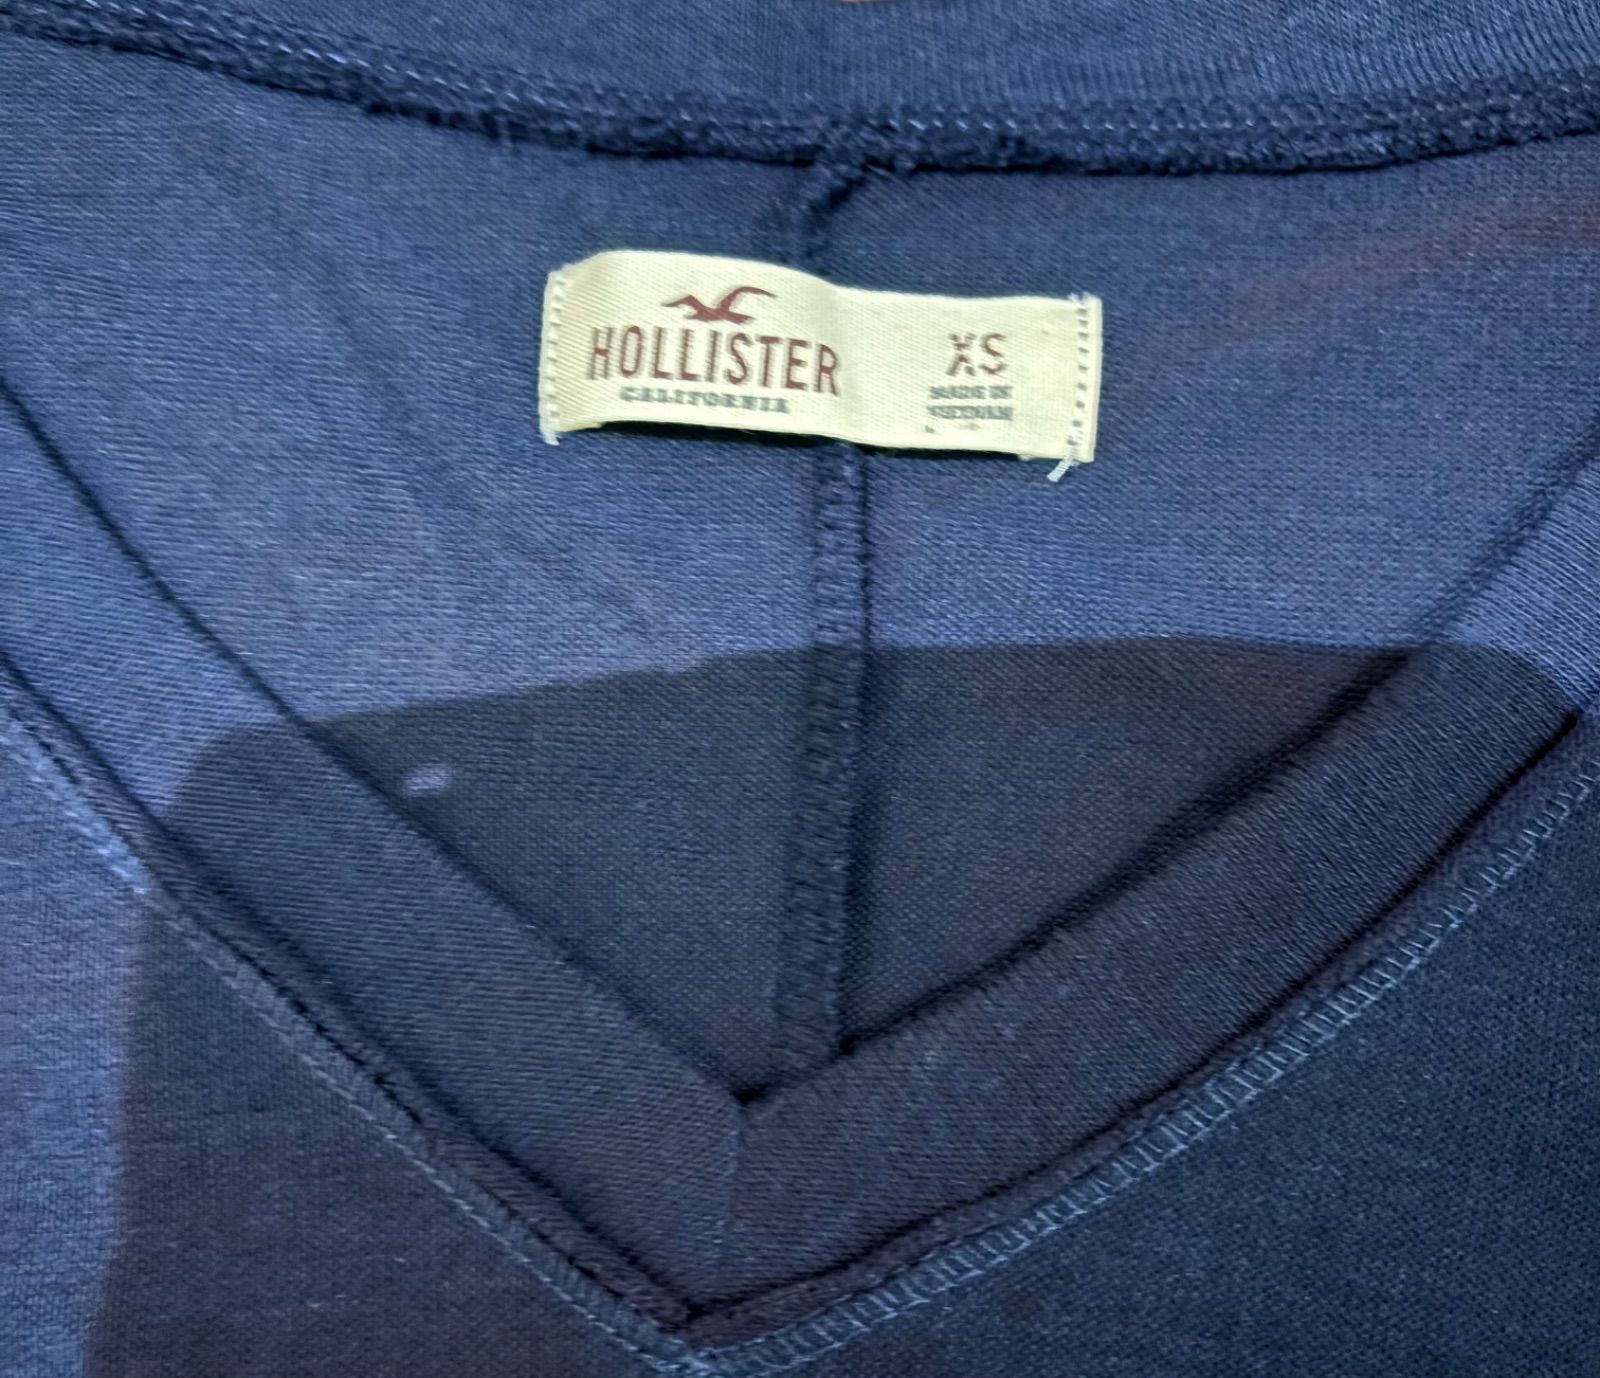 HOLLISTER
CALIFORNIA
XS
MADE IN
VIETNAM